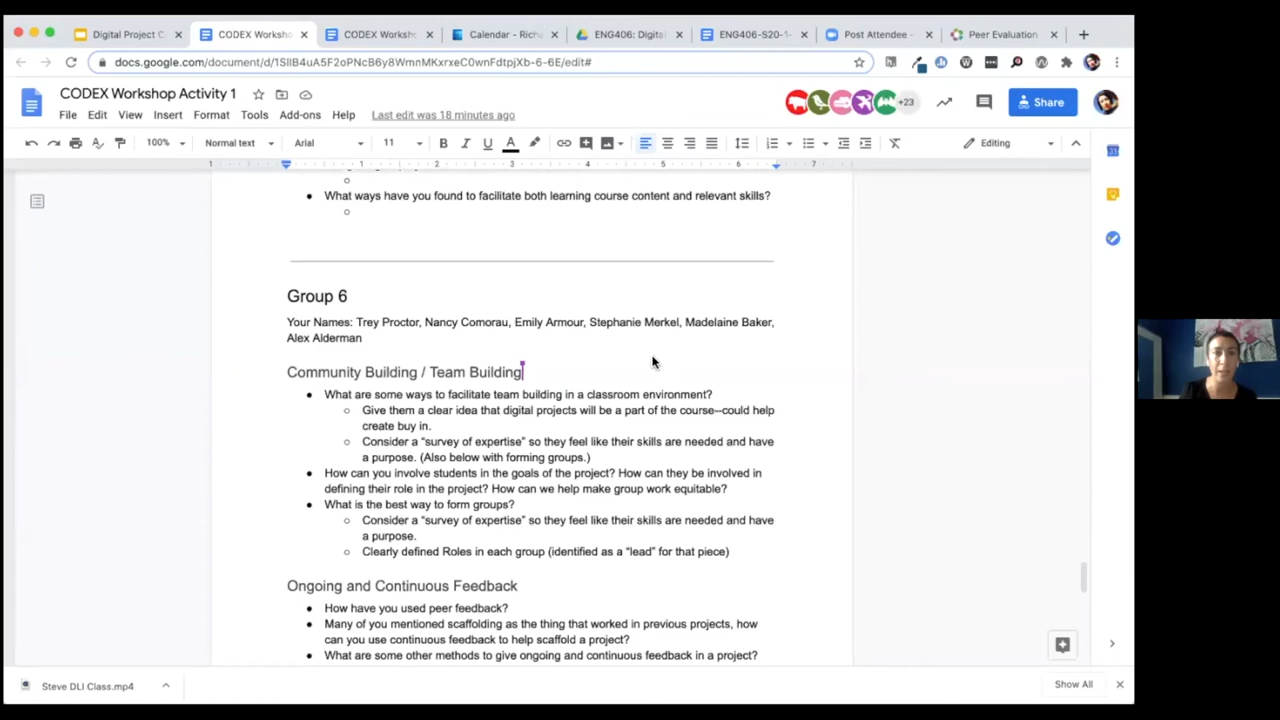 Digital Project C
CODEX Worksho
CODEX Worksh
Calendar - Rich
ENG406: Digital
ENG406-S20-1-
Post Attendee -
Peer Evaluation
docs.google.com/document/d/1SIlB4uA5F2oPNcB6y8WmnMKxrxeC0wnFdtpjXb-6-6E/edit#
CODEX Workshop Activity 1
+23
Share
File Edit View Insert Format Tools Add-ons Help Last edit was 18 minutes ago
100% Normal text Arial 11 B I U A Editing
1 1 2 3 4 5 6 7
What ways have you found to facilitate both learning course content and relevant skills?
Group 6
Your Names: Trey Proctor, Nancy Comorau, Emily Armour, Stephanie Merkel, Madelaine Baker,
Alex Alderman
Community Building / Team Building
What are some ways to facilitate team building in a classroom environment?
Give them a clear idea that digital projects will be a part of the course--could help
create buy in.
Consider a “survey of expertise” so they feel like their skills are needed and have
a purpose. (Also below with forming groups.)
How can you involve students in the goals of the project? How can they be involved in
defining their role in the project? How can we help make group work equitable?
What is the best way to form groups?
Consider a “survey of expertise” so they feel like their skills are needed and have
a purpose.
Clearly defined Roles in each group (identified as a “lead” for that piece)
Ongoing and Continuous Feedback
How have you used peer feedback?
Many of you mentioned scaffolding as the thing that worked in previous projects, how
can you use continuous feedback to help scaffold a project?
What are some other methods to give ongoing and continuous feedback in a project?
Steve DLI Class.mp4
Show All